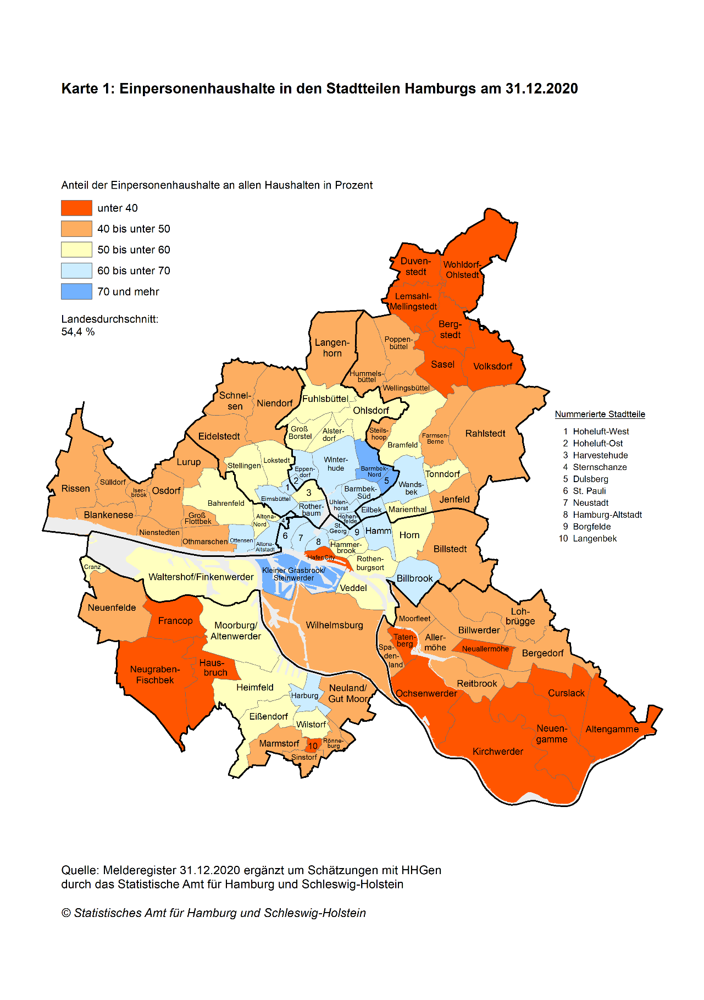 Karte 1: Einpersonenhaushalte in den Stadtteilen Hamburgs am 31.12.2020
Anteil der Einpersonenhaushalte an allen Haushalten in Prozent
unter 40
40 bis unter 50
50 bis unter 60
60 bis unter 70
70 und mehr
Landesdurchschnitt:
54,4 %
Duven-
stedt
Wohldorf-
Ohlstedt
Lemsahl-
Mellingstedt
Berg-
stedt
Poppen-
büttel
Langen-
horn
Sasel
Volksdorf
Hummels-
büttel
Wellingsbüttel
Schnel-
sen
Niendorf
Fuhlsbüttel
Ohlsdorf
Eidelstedt
Groß
Borstel
Alster-
dorf
Steils-
hoop
Bramfeld
Farmsen-
Berne
Rahlstedt
Lurup
Stellingen
Lokstedt
Winter-
hude
Eppen-
dorf
Barmbek-
Nord
Tonndorf
Rissen
Sülldorf
Iser-
brook
Osdorf
1
2
3
5
Wands-
bek
Barmbek-
Süd
Eimsbüttel
Bahrenfeld
Jenfeld
Blankenese
Groß
Flottbek
Altona-
Nord
4
Rother-
baum
Uhlen-
horst
Eilbek
Marienthal
Hohen-
felde
Nienstedten
Othmarschen
Ottensen
Altona-
Altstadt
6
7
8
St.
Georg
9
Hamm
Horn
Billstedt
Hammer-
brook
HafenCity
Rothen-
burgsort
Cranz
Waltershof/Finkenwerder
Kleiner Grasbrook/
Steinwerder
Veddel
Billbrook
Neuenfelde
Francop
Moorburg/
Altenwerder
Wilhelmsburg
Moorfleet
Billwerder
Loh-
brügge
Taten-
berg
Aller-
möhe
Neuallermöhe
Bergedorf
Spa-
den-
land
Neugraben-
Fischbek
Haus-
bruch
Heimfeld
Harburg
Neuland/
Gut Moor
Ochsenwerder
Reitbrook
Curslack
Eißendorf
Wilstorf
Neuen-
gamme
Altengamme
Marmstorf
10
Rönne-
burg
Sinstorf
Kirchwerder
Nummerierte Stadtteile
1 Hoheluft-West
2 Hoheluft-Ost
3 Harvestehude
4 Sternschanze
5 Dulsberg
6 St. Pauli
7 Neustadt
8 Hamburg-Altstadt
9 Borgfelde
10 Langenbek
Quelle: Melderegister 31.12.2020 ergänzt um Schätzungen mit HHGen
durch das Statistische Amt für Hamburg und Schleswig-Holstein
© Statistisches Amt für Hamburg und Schleswig-Holstein